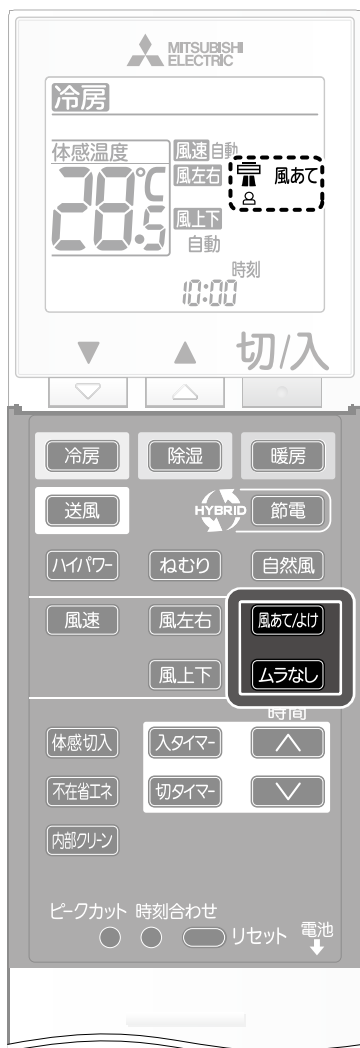 MITSUBISHI
ELECTRIC
冷房
体感温度 風速 自動
28.5℃ 風左右 風あて
風上下
自動
時刻
10:00
▼ ▲ 切/入
▽ △
冷房 除湿 暖房
送風 HYBRID 節電
ハイパワー ねむり 自然風
風速 風左右 風あて/よけ
風上下 ムラなし
時間
体感切入 入タイマー ∧
不在省エネ 切タイマー ∨
内部クリーン
ピークカット 時刻合わせ
リセット 電池